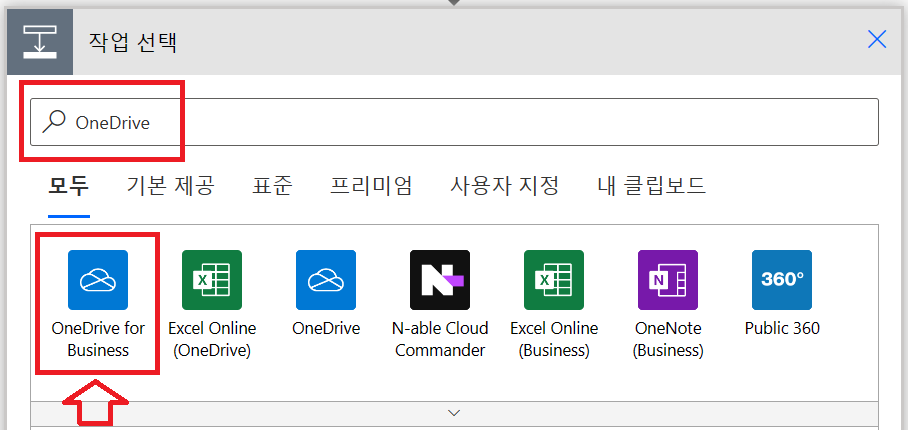 작업 선택
OneDrive
모두 기본 제공 표준 프리미엄 사용자 지정 내 클립보드
OneDrive for
Business
Excel Online
(OneDrive)
OneDrive
N-able Cloud
Commander
Excel Online
(Business)
OneNote
(Business)
360°
Public 360